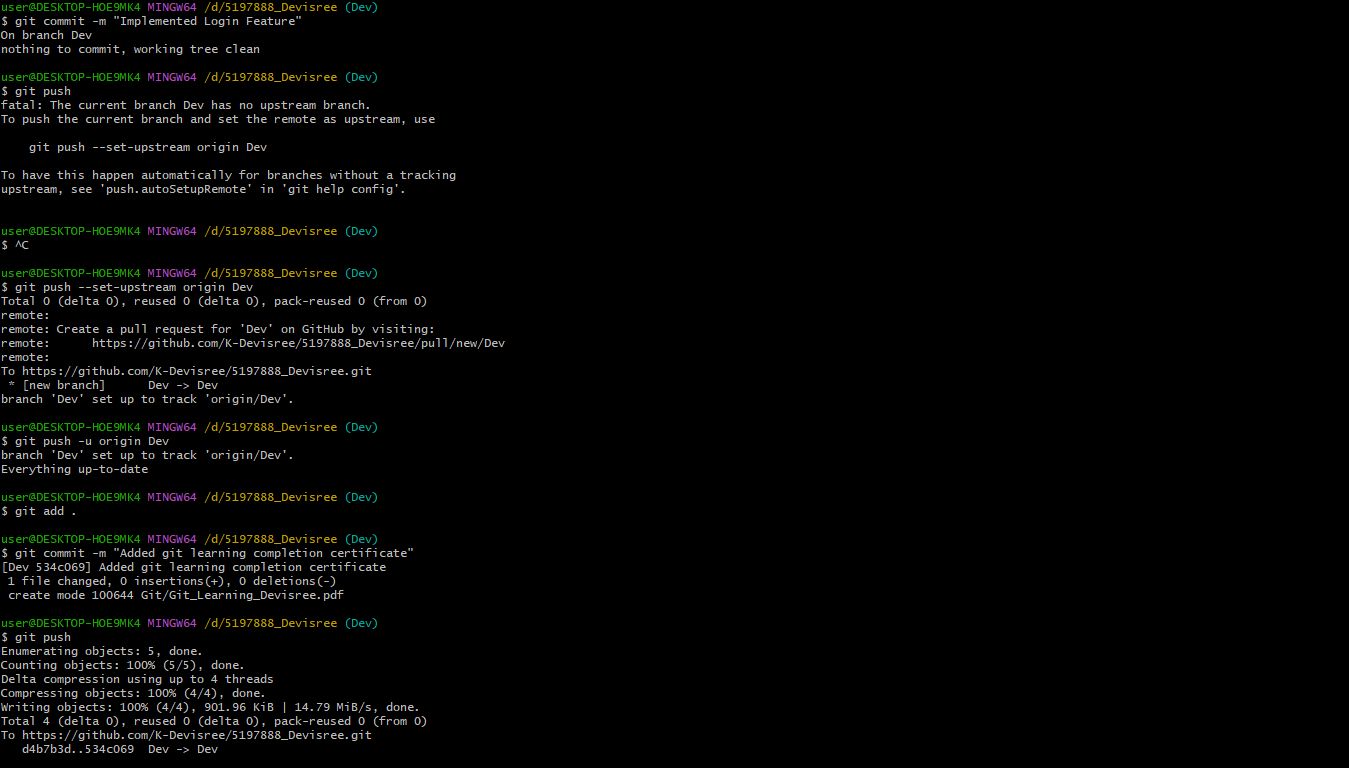 user@DESKTOP-HOE9MK4 MINGW64 /d/5197888_Devisree (Dev)
$ git commit -m "Implemented Login Feature"
On branch Dev
nothing to commit, working tree clean

user@DESKTOP-HOE9MK4 MINGW64 /d/5197888_Devisree (Dev)
$ git push
fatal: The current branch Dev has no upstream branch.
To push the current branch and set the remote as upstream, use

    git push --set-upstream origin Dev

To have this happen automatically for branches without a tracking
upstream, see 'push.autoSetupRemote' in 'git help config'.


user@DESKTOP-HOE9MK4 MINGW64 /d/5197888_Devisree (Dev)
$ ^C

user@DESKTOP-HOE9MK4 MINGW64 /d/5197888_Devisree (Dev)
$ git push --set-upstream origin Dev
Total 0 (delta 0), reused 0 (delta 0), pack-reused 0 (from 0)
remote:
remote: Create a pull request for 'Dev' on GitHub by visiting:
remote:      https://github.com/K-Devisree/5197888_Devisree/pull/new/Dev
remote:
To https://github.com/K-Devisree/5197888_Devisree.git
 * [new branch]      Dev -> Dev
branch 'Dev' set up to track 'origin/Dev'.

user@DESKTOP-HOE9MK4 MINGW64 /d/5197888_Devisree (Dev)
$ git push -u origin Dev
branch 'Dev' set up to track 'origin/Dev'.
Everything up-to-date

user@DESKTOP-HOE9MK4 MINGW64 /d/5197888_Devisree (Dev)
$ git add .

user@DESKTOP-HOE9MK4 MINGW64 /d/5197888_Devisree (Dev)
$ git commit -m "Added git learning completion certificate"
[Dev 534c069] Added git learning completion certificate
 1 file changed, 0 insertions(+), 0 deletions(-)
 create mode 100644 Git/Git_Learning_Devisree.pdf

user@DESKTOP-HOE9MK4 MINGW64 /d/5197888_Devisree (Dev)
$ git push
Enumerating objects: 5, done.
Counting objects: 100% (5/5), done.
Delta compression using up to 4 threads
Compressing objects: 100% (4/4), done.
Writing objects: 100% (4/4), 901.96 KiB | 14.79 MiB/s, done.
Total 4 (delta 0), reused 0 (delta 0), pack-reused 0 (from 0)
To https://github.com/K-Devisree/5197888_Devisree.git
   d4b7b3d..534c069  Dev -> Dev